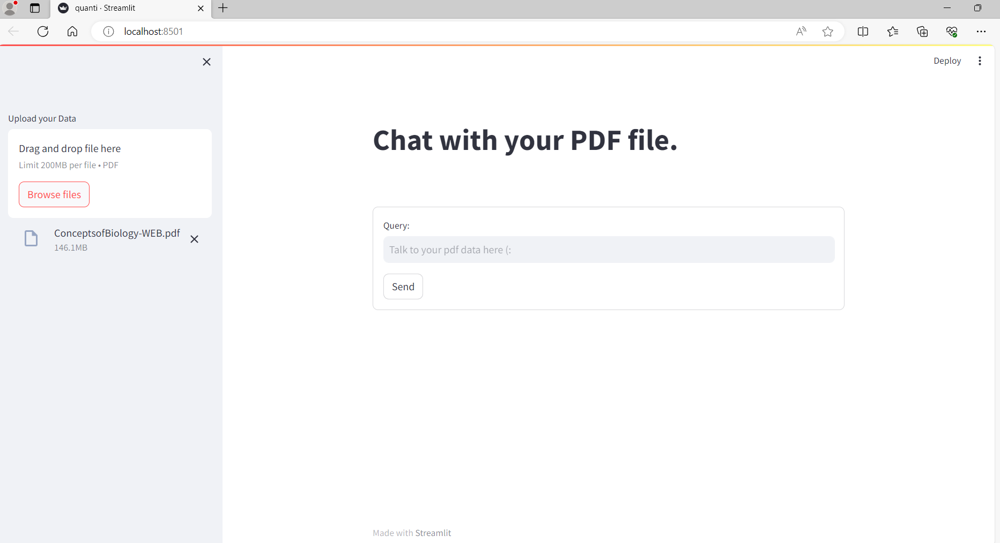 quanti · Streamlit
localhost:8501
Deploy
Upload your Data
Drag and drop file here
Limit 200MB per file • PDF
Browse files
ConceptsofBiology-WEB.pdf
146.1MB
Chat with your PDF file.
Query:
Talk to your pdf data here (:
Send
Made with Streamlit